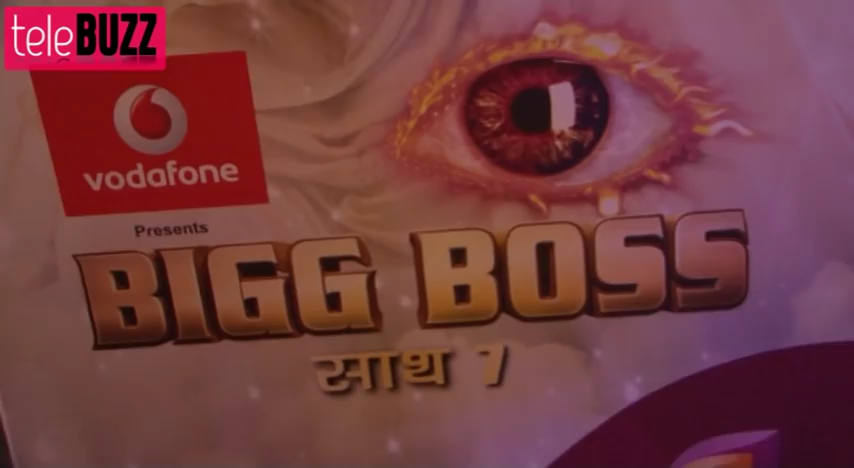 teleBUZZ
vodafone
Presents
BIGG BOSS
साथ 7